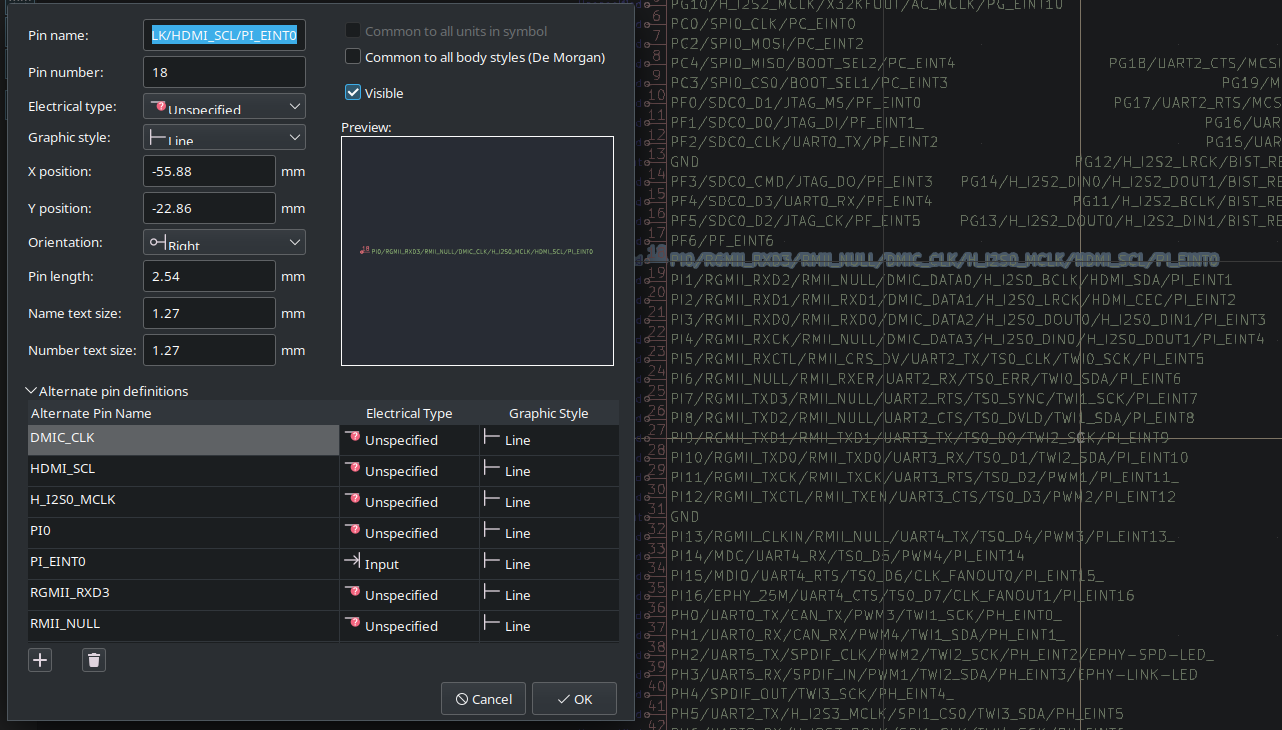 Pin name:
LK/HDMI_SCL/PI_EINT0
Common to all units in symbol
Pin number:
18
Common to all body styles (De Morgan)
Electrical type:
Unspecified
Visible
Graphic style:
Line
Preview:
X position:
-55.88
mm
Y position:
-22.86
mm
Orientation:
Right
Pin length:
2.54
mm
Name text size:
1.27
mm
Number text size:
1.27
mm
18 PI0/RGMII_RXD3/RMII_NULL/DMIC_CLK/H_I2S0_MCLK/HDMI_SCL/PI_EINT0
Alternate pin definitions
Alternate Pin Name Electrical Type Graphic Style
DMIC_CLK Unspecified Line
HDMI_SCL Unspecified Line
H_I2S0_MCLK Unspecified Line
PI0 Unspecified Line
PI_EINT0 Input Line
RGMII_RXD3 Unspecified Line
RMII_NULL Unspecified Line
Cancel
OK
PG10/H_I2S2_MCLK/X32KFOUT/AC_MCLK/PG_EINT10
6 PC0/SPI0_CLK/PC_EINT0
7 PC2/SPI0_MOSI/PC_EINT2
8 PC4/SPI0_MISO/BOOT_SEL2/PC_EINT4 PG18/UART2_CTS/MCSI
9 PC3/SPI0_CS0/BOOT_SEL1/PC_EINT3 PG19/M
10 PF0/SDC0_D1/JTAG_MS/PF_EINT0 PG17/UART2_RTS/MCS
11 PF1/SDC0_D0/JTAG_DI/PF_EINT1_ PG16/UAR
12 PF2/SDC0_CLK/UART0_TX/PF_EINT2 PG15/UAR
13 GND PG12/H_I2S2_LRCK/BIST_RE
14 PF3/SDC0_CMD/JTAG_DO/PF_EINT3 PG14/H_I2S2_DIN0/H_I2S2_DOUT1/BIST_RE
15 PF4/SDC0_D3/UART0_RX/PF_EINT4 PG11/H_I2S2_BCLK/BIST_RE
16 PF5/SDC0_D2/JTAG_CK/PF_EINT5 PG13/H_I2S2_DOUT0/H_I2S2_DIN1/BIST_RE
17 PF6/PF_EINT6
18 PI0/RGMII_RXD3/RMII_NULL/DMIC_CLK/H_I2S0_MCLK/HDMI_SCL/PI_EINT0
19 PI1/RGMII_RXD2/RMII_NULL/DMIC_DATA0/H_I2S0_BCLK/HDMI_SDA/PI_EINT1
20 PI2/RGMII_RXD1/RMII_RXD1/DMIC_DATA1/H_I2S0_LRCK/HDMI_CEC/PI_EINT2
21 PI3/RGMII_RXD0/RMII_RXD0/DMIC_DATA2/H_I2S0_DOUT0/H_I2S0_DIN1/PI_EINT3
22 PI4/RGMII_RXCK/RMII_NULL/DMIC_DATA3/H_I2S0_DIN0/H_I2S0_DOUT1/PI_EINT4
23 PI5/RGMII_RXCTL/RMII_CRS_DV/UART2_TX/TS0_CLK/TWI0_SCK/PI_EINT5
24 PI6/RGMII_NULL/RMII_RXER/UART2_RX/TS0_ERR/TWI0_SDA/PI_EINT6
25 PI7/RGMII_TXD3/RMII_NULL/UART2_RTS/TS0_SYNC/TWI1_SCK/PI_EINT7
26 PI8/RGMII_TXD2/RMII_NULL/UART2_CTS/TS0_DVLD/TWI1_SDA/PI_EINT8
27 PI9/RGMII_TXD1/RMII_TXD1/UART3_TX/TS0_D0/TWI2_SCK/PI_EINT9
28 PI10/RGMII_TXD0/RMII_TXD0/UART3_RX/TS0_D1/TWI2_SDA/PI_EINT10
29 PI11/RGMII_TXCK/RMII_TXCK/UART3_RTS/TS0_D2/PWM1/PI_EINT11_
30 PI12/RGMII_TXCTL/RMII_TXEN/UART3_CTS/TS0_D3/PWM2/PI_EINT12
31 GND
32 PI13/RGMII_CLKIN/RMII_NULL/UART4_TX/TS0_D4/PWM3/PI_EINT13_
33 PI14/MDC/UART4_RX/TS0_D5/PWM4/PI_EINT14
34 PI15/MDIO/UART4_RTS/TS0_D6/CLK_FANOUT0/PI_EINT15_
35 PI16/EPHY_25M/UART4_CTS/TS0_D7/CLK_FANOUT1/PI_EINT16
36 PH0/UART0_TX/CAN_TX/PWM3/TWI1_SCK/PH_EINT0_
37 PH1/UART0_RX/CAN_RX/PWM4/TWI1_SDA/PH_EINT1_
38 PH2/UART5_TX/SPDIF_CLK/PWM2/TWI2_SCK/PH_EINT2/EPHY-SPD-LED_
39 PH3/UART5_RX/SPDIF_IN/PWM1/TWI2_SDA/PH_EINT3/EPHY-LINK-LED
40 PH4/SPDIF_OUT/TWI3_SCK/PH_EINT4_
41 PH5/UART2_TX/H_I2S3_MCLK/SPI1_CS0/TWI3_SDA/PH_EINT5
42